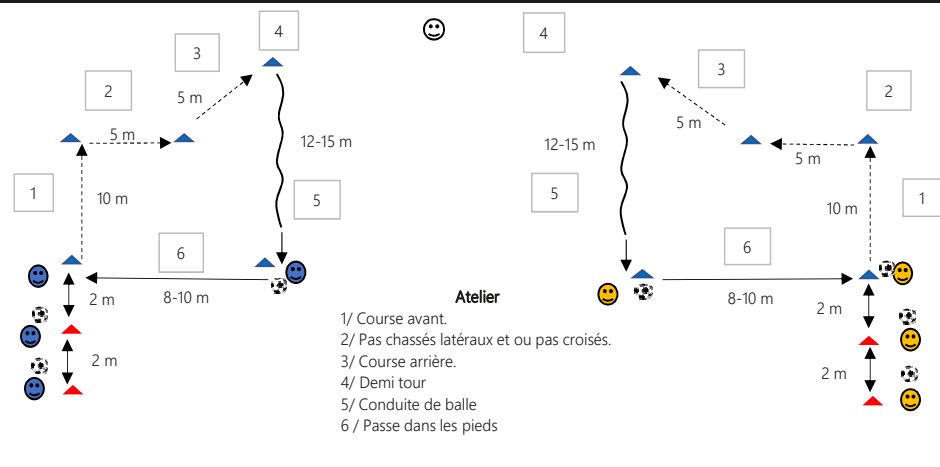 4
4
3
3
2
2
5 m
5 m
5 m
5 m
12-15 m
12-15 m
1
1
10 m
10 m
5
5
6
6
8-10 m
8-10 m
2 m
2 m
2 m
2 m
Atelier
1/ Course avant.
2/ Pas chassés latéraux et ou pas croisés.
3/ Course arrière.
4/ Demi tour
5/ Conduite de balle
6 / Passe dans les pieds